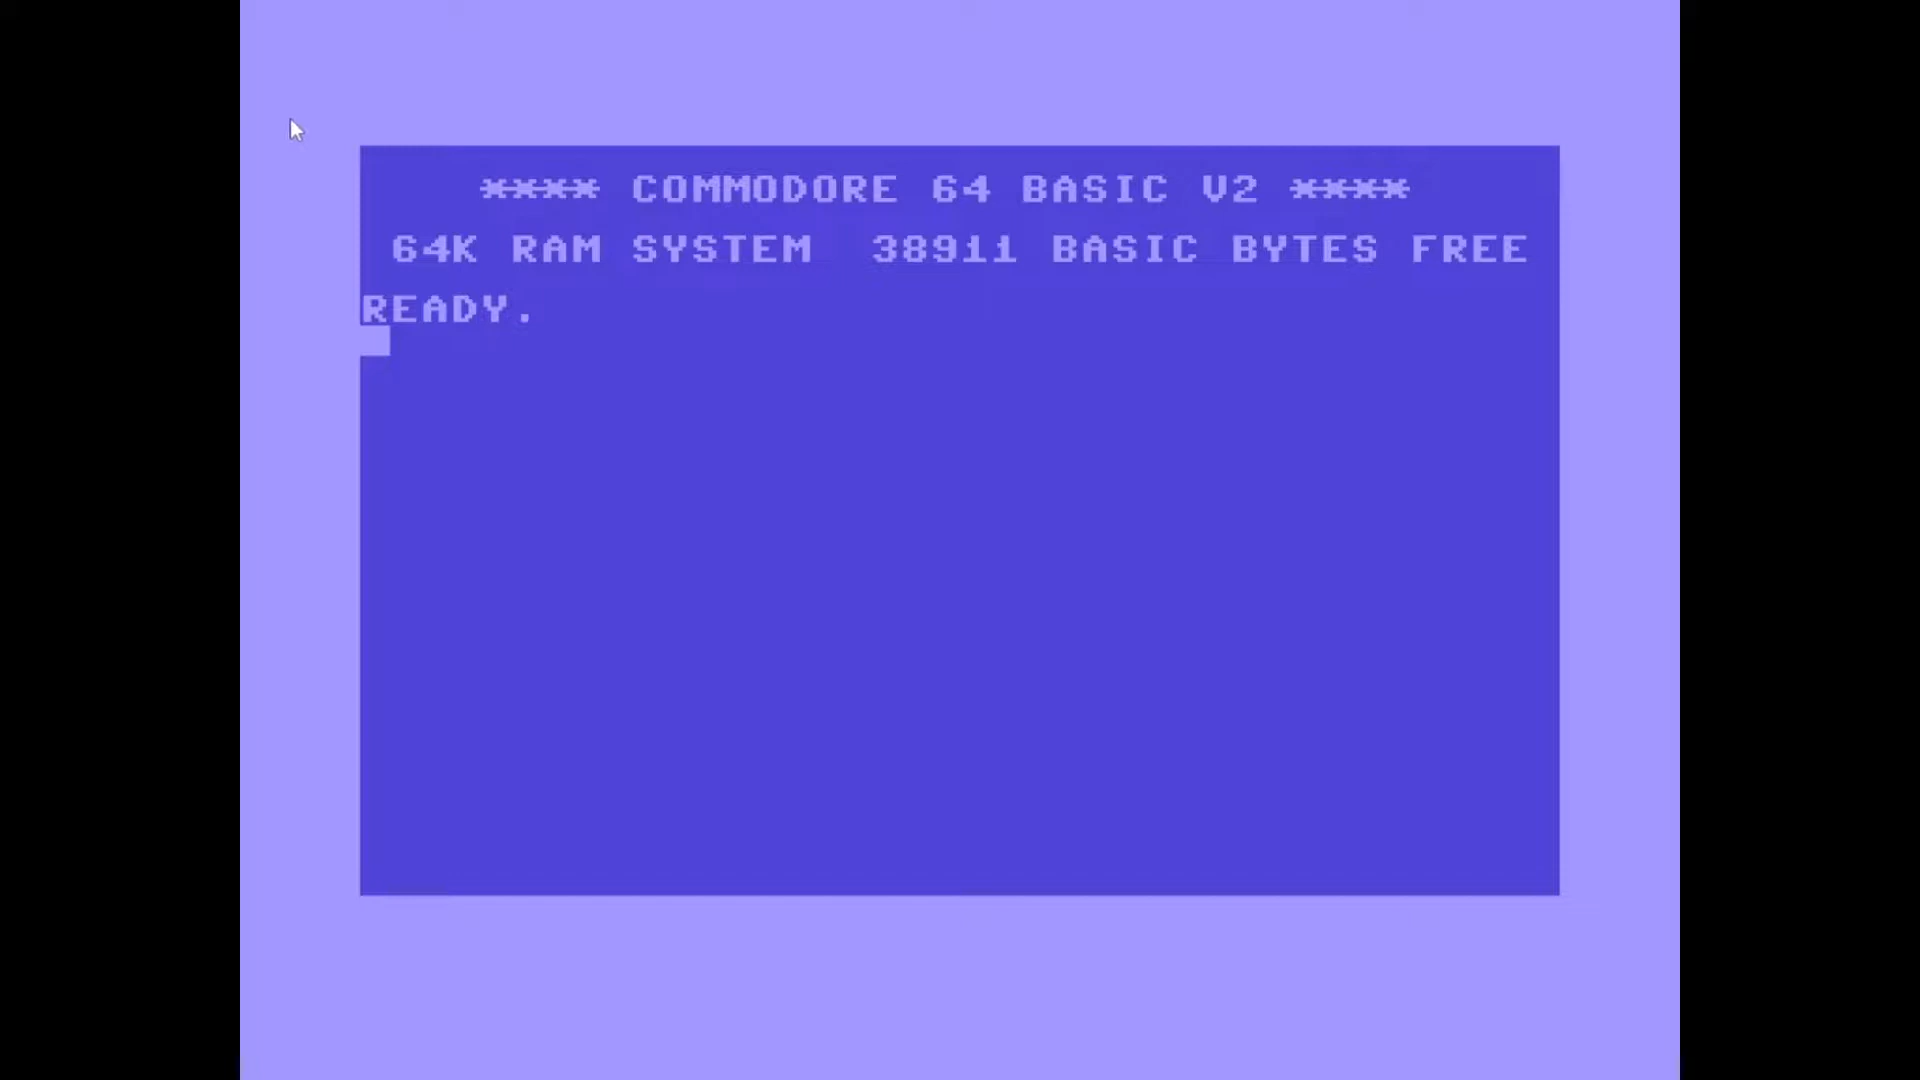 **** COMMODORE 64 BASIC V2 ****
64K RAM SYSTEM  38911 BASIC BYTES FREE
READY.